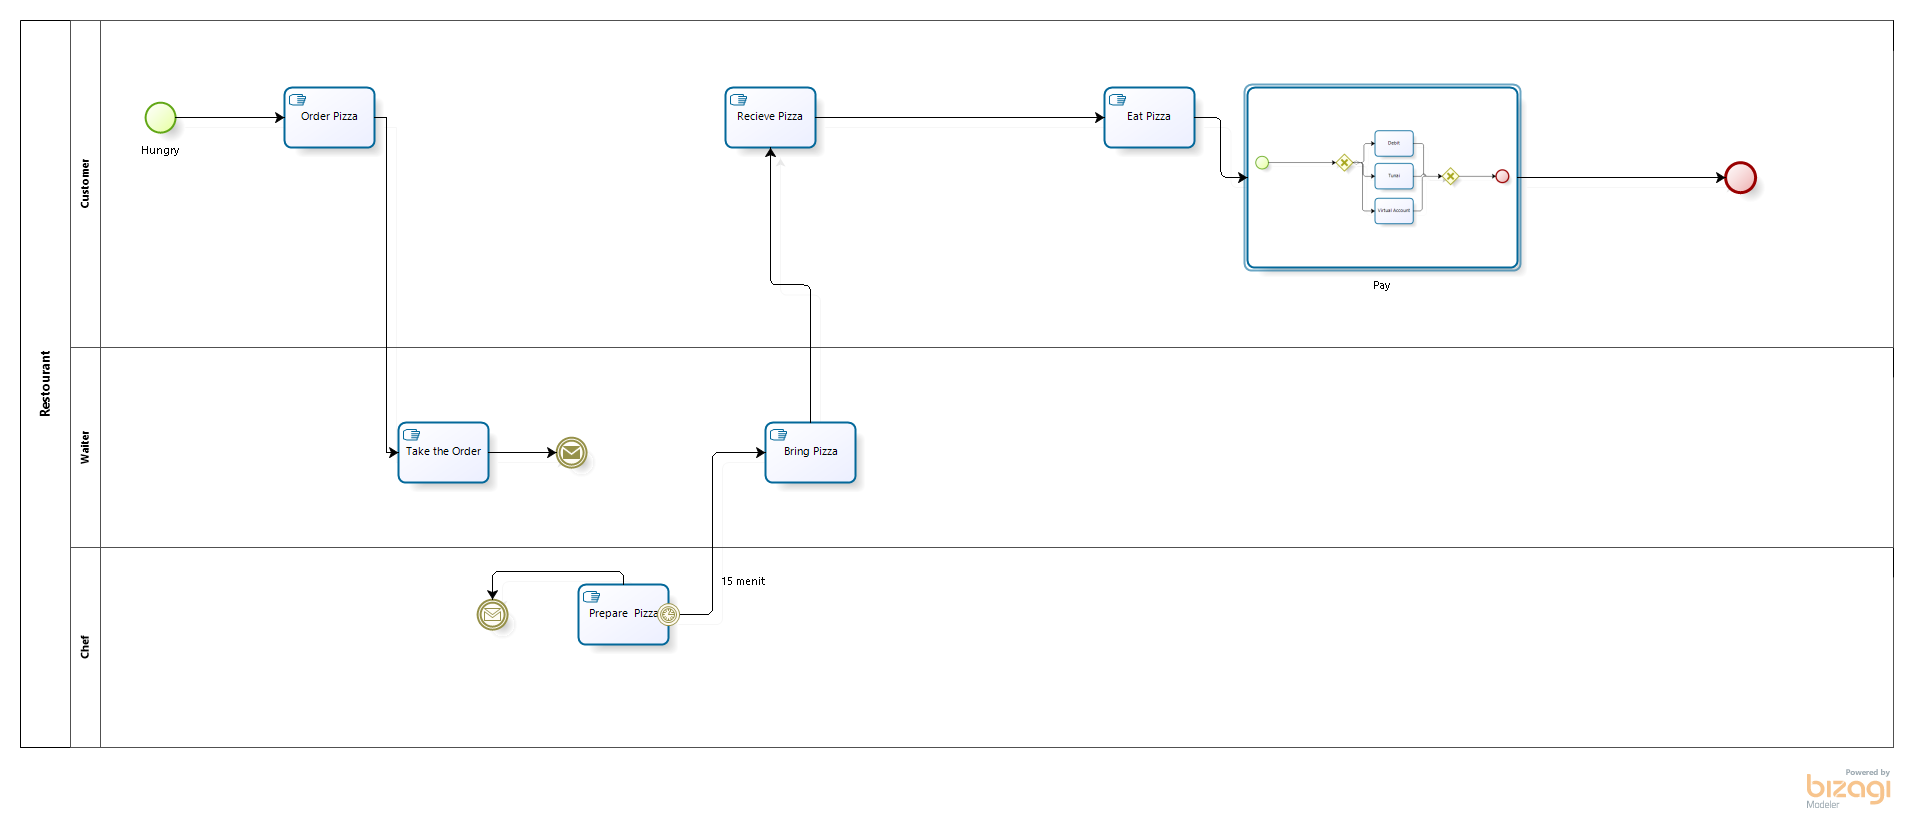 Restourant
Customer
Hungry
Order Pizza
Recieve Pizza
Eat Pizza
Debit
Tunai
Virtual Account
Pay
Waiter
Take the Order
Bring Pizza
Chef
15 menit
Prepare  Pizza
Powered by
bizagi
Modeler